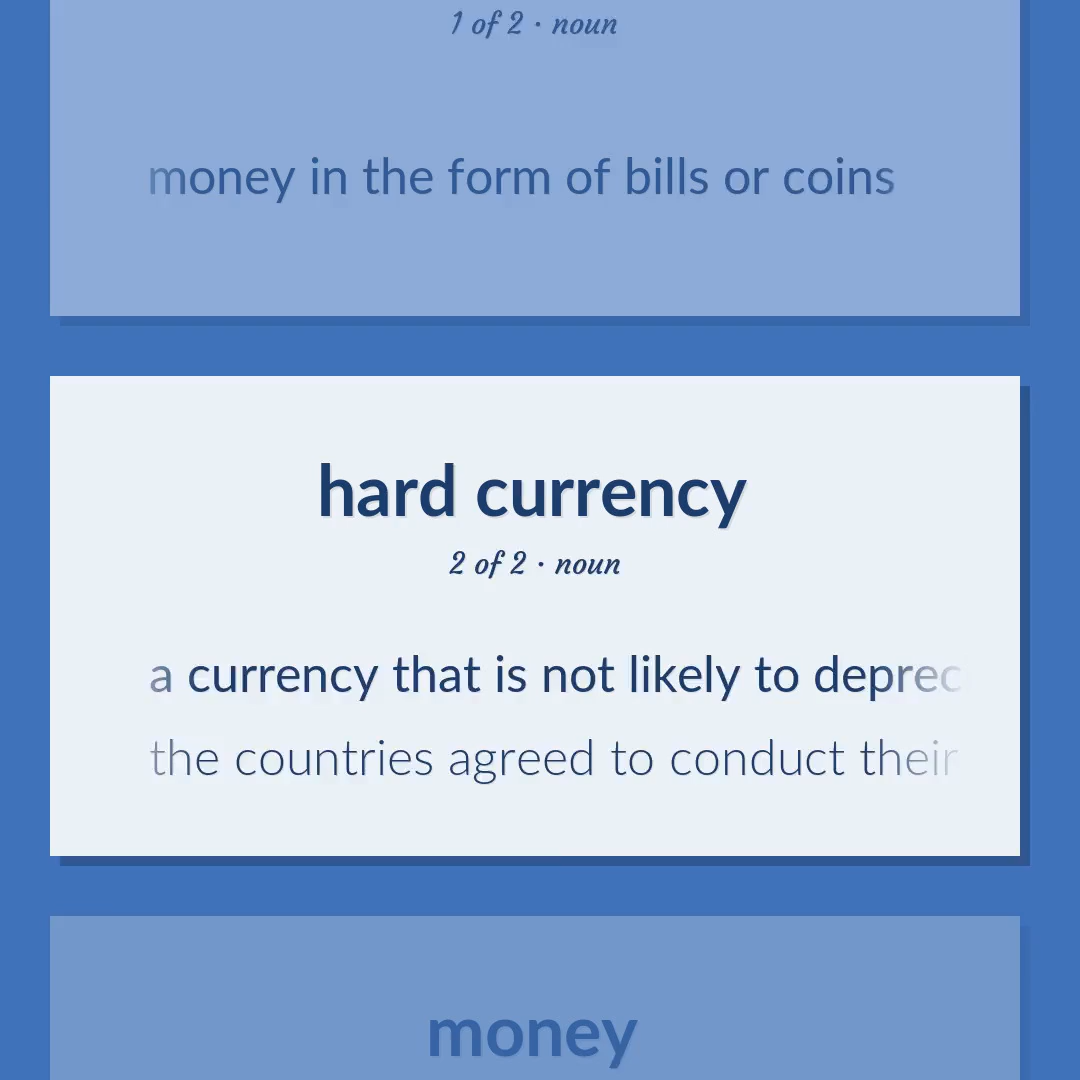 1 of 2 · noun
money in the form of bills or coins
hard currency
2 of 2 · noun
a currency that is not likely to deprec
the countries agreed to conduct their
money